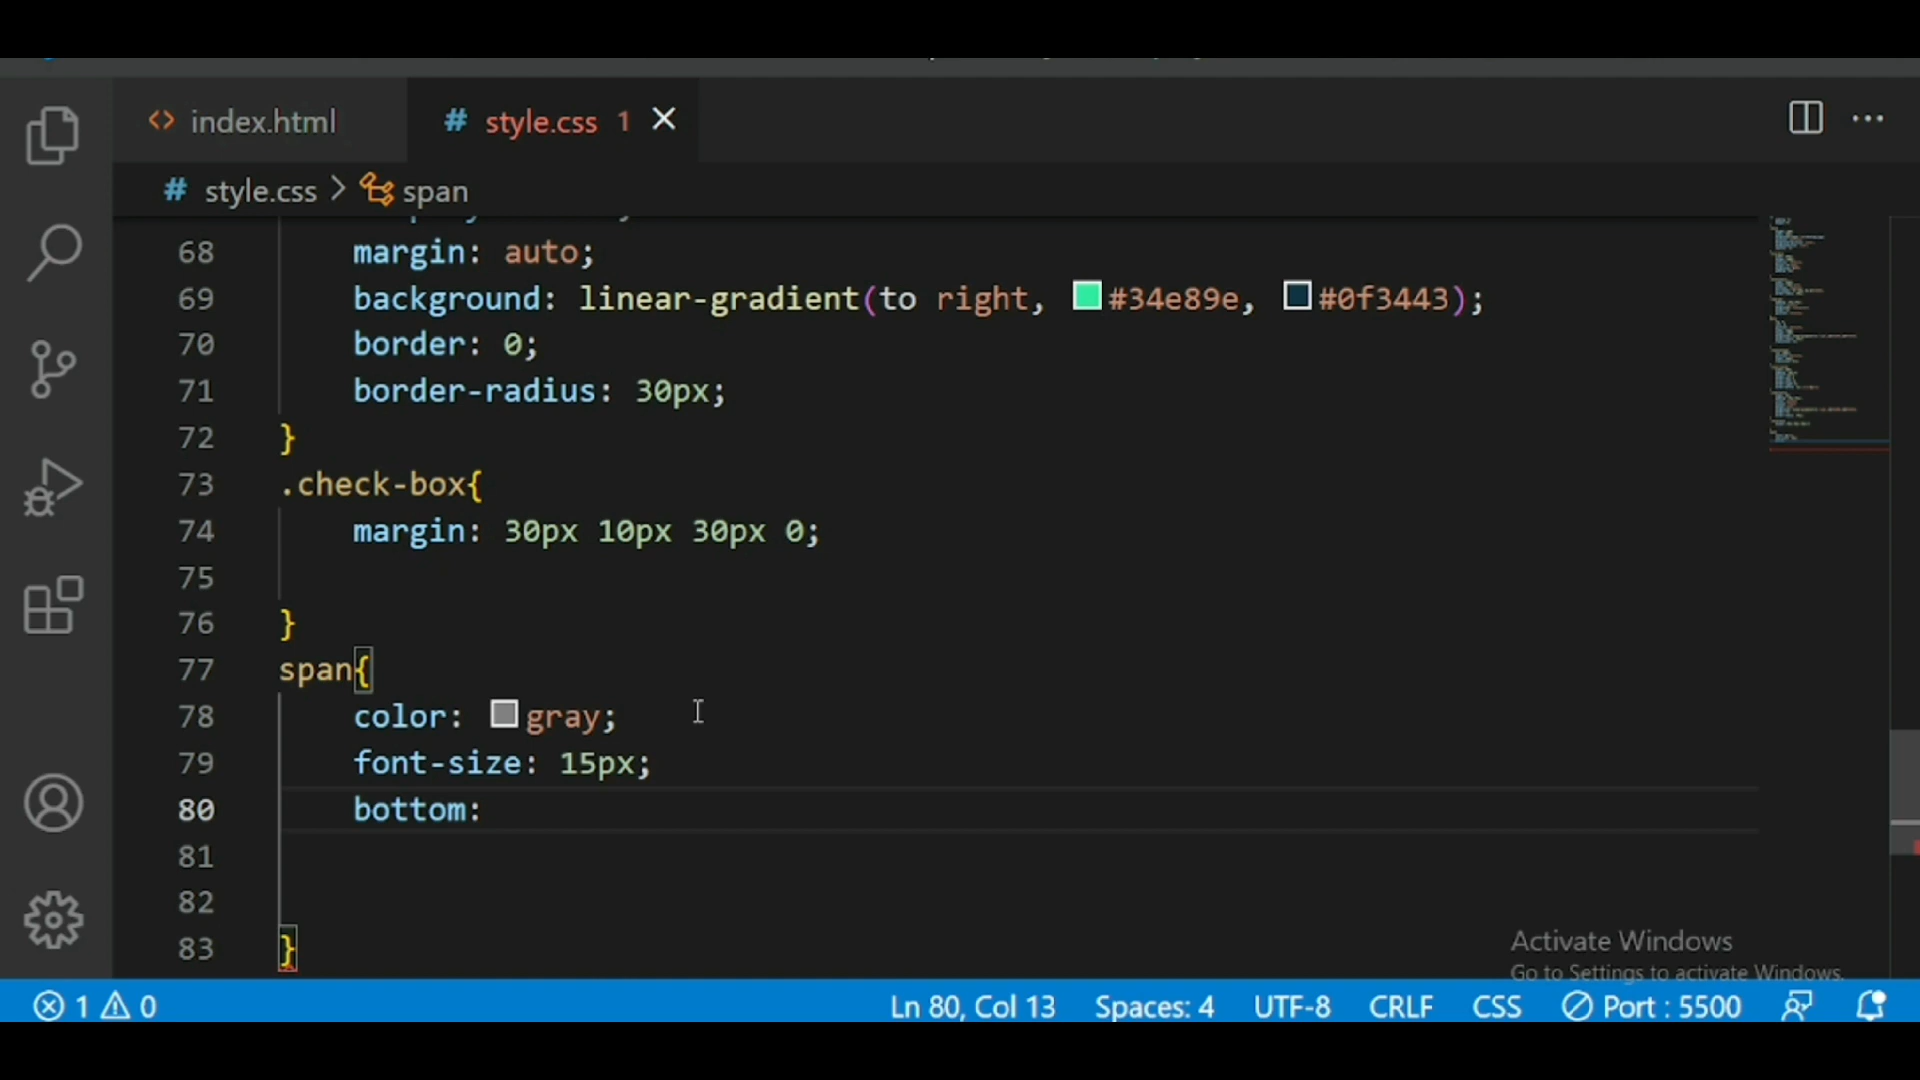 index.html
style.css 1
style.css > span
68 margin: auto;
69 background: linear-gradient(to right, #34e89e, #0f3443);
70 border: 0;
71 border-radius: 30px;
72 }
73 .check-box{
74 margin: 30px 10px 30px 0;
75
76 }
77 span{
78 color: gray;
79 font-size: 15px;
80 bottom:
81
82
83 }
Activate Windows
Go to Settings to activate Windows.
1 0 Ln 80, Col 13 Spaces: 4 UTF-8 CRLF CSS Port : 5500